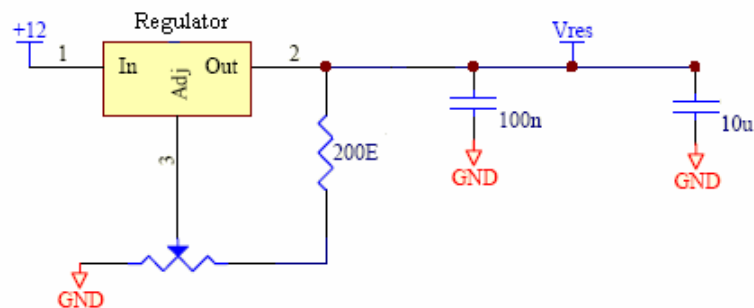 Regulator
+12
1
In
Adj
Out
2
Vres
3
200E
100n
10u
GND
GND
GND